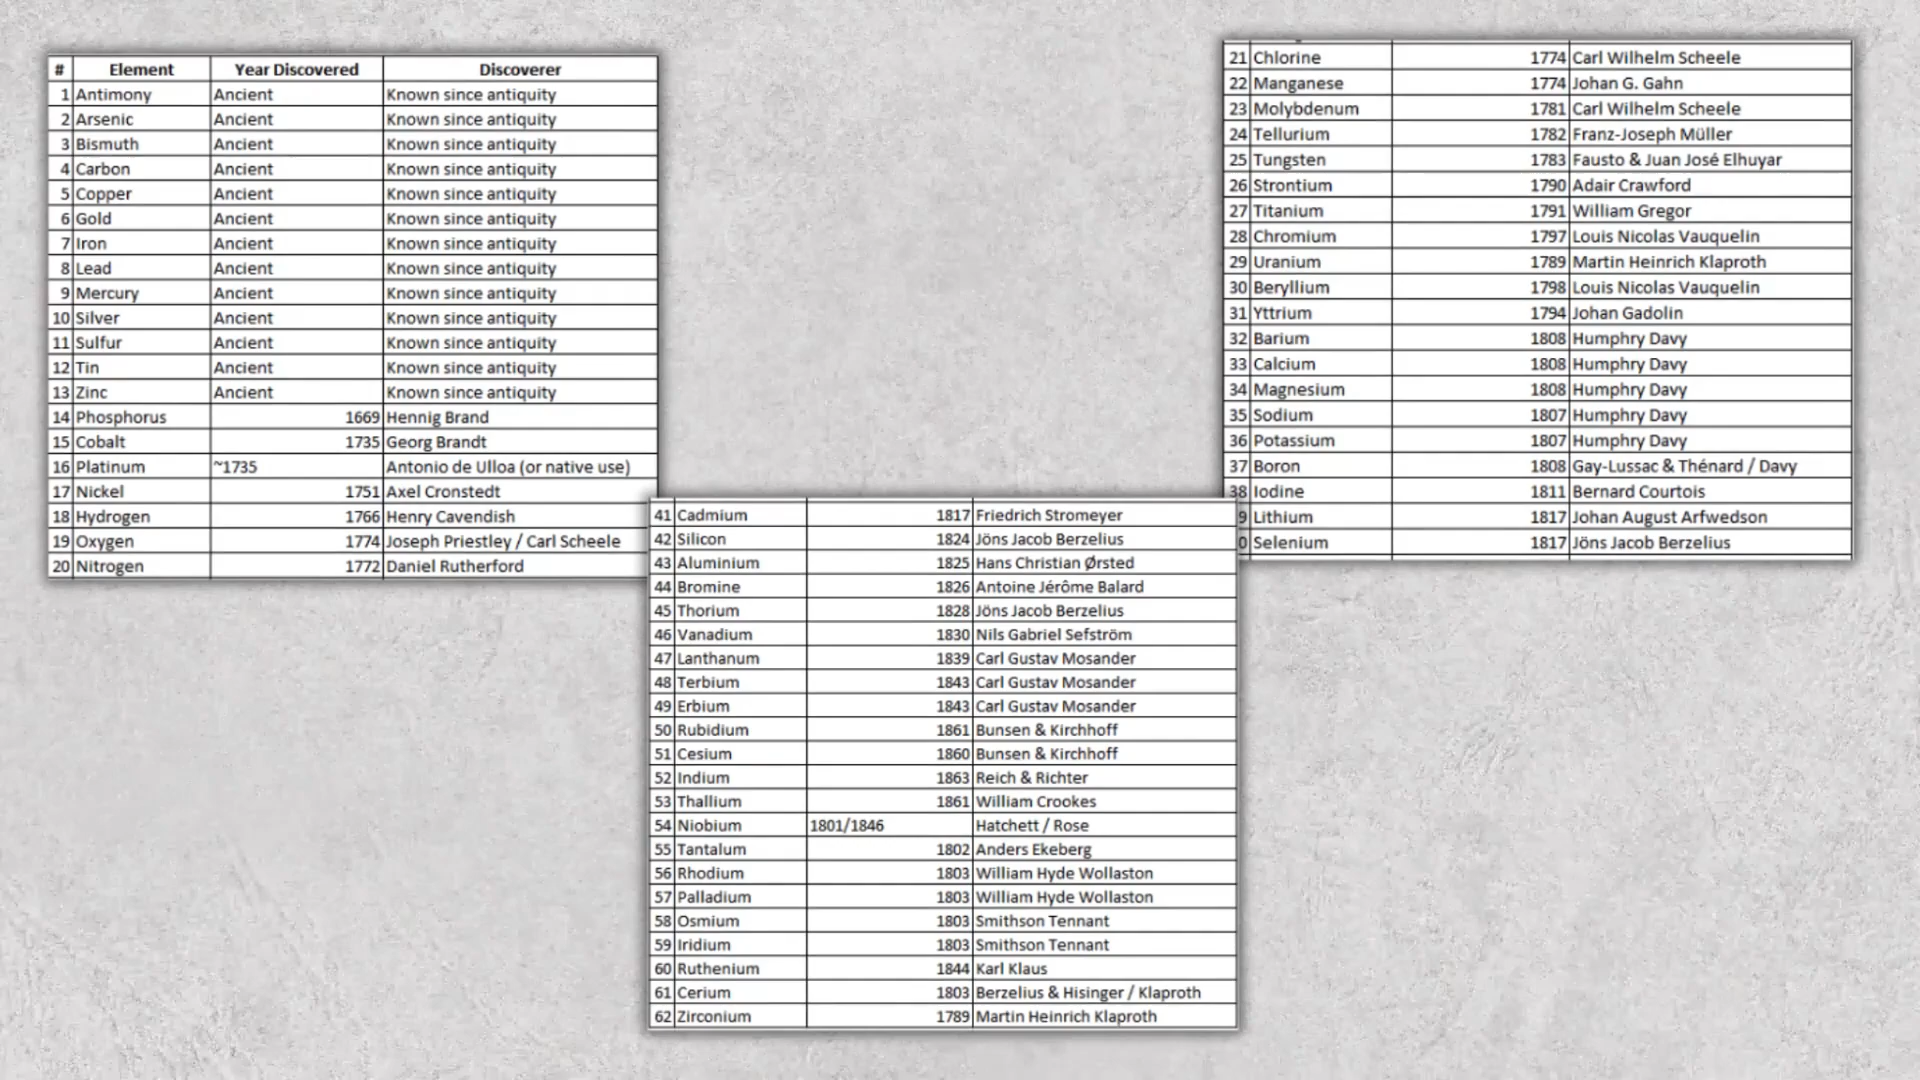 # Element Year Discovered Discoverer
1 Antimony Ancient Known since antiquity
2 Arsenic Ancient Known since antiquity
3 Bismuth Ancient Known since antiquity
4 Carbon Ancient Known since antiquity
5 Copper Ancient Known since antiquity
6 Gold Ancient Known since antiquity
7 Iron Ancient Known since antiquity
8 Lead Ancient Known since antiquity
9 Mercury Ancient Known since antiquity
10 Silver Ancient Known since antiquity
11 Sulfur Ancient Known since antiquity
12 Tin Ancient Known since antiquity
13 Zinc Ancient Known since antiquity
14 Phosphorus 1669 Hennig Brand
15 Cobalt 1735 Georg Brandt
16 Platinum ~1735 Antonio de Ulloa (or native use)
17 Nickel 1751 Axel Cronstedt
18 Hydrogen 1766 Henry Cavendish
19 Oxygen 1774 Joseph Priestley / Carl Scheele
20 Nitrogen 1772 Daniel Rutherford
21 Chlorine 1774 Carl Wilhelm Scheele
22 Manganese 1774 Johan G. Gahn
23 Molybdenum 1781 Carl Wilhelm Scheele
24 Tellurium 1782 Franz-Joseph Müller
25 Tungsten 1783 Fausto & Juan José Elhuyar
26 Strontium 1790 Adair Crawford
27 Titanium 1791 William Gregor
28 Chromium 1797 Louis Nicolas Vauquelin
29 Uranium 1789 Martin Heinrich Klaproth
30 Beryllium 1798 Louis Nicolas Vauquelin
31 Yttrium 1794 Johan Gadolin
32 Barium 1808 Humphry Davy
33 Calcium 1808 Humphry Davy
34 Magnesium 1808 Humphry Davy
35 Sodium 1807 Humphry Davy
36 Potassium 1807 Humphry Davy
37 Boron 1808 Gay-Lussac & Thénard / Davy
38 Iodine 1811 Bernard Courtois
9 Lithium 1817 Johan August Arfwedson
0 Selenium 1817 Jöns Jacob Berzelius
41 Cadmium 1817 Friedrich Stromeyer
42 Silicon 1824 Jöns Jacob Berzelius
43 Aluminium 1825 Hans Christian Ørsted
44 Bromine 1826 Antoine Jérôme Balard
45 Thorium 1828 Jöns Jacob Berzelius
46 Vanadium 1830 Nils Gabriel Sefström
47 Lanthanum 1839 Carl Gustav Mosander
48 Terbium 1843 Carl Gustav Mosander
49 Erbium 1843 Carl Gustav Mosander
50 Rubidium 1861 Bunsen & Kirchhoff
51 Cesium 1860 Bunsen & Kirchhoff
52 Indium 1863 Reich & Richter
53 Thallium 1861 William Crookes
54 Niobium 1801/1846 Hatchett / Rose
55 Tantalum 1802 Anders Ekeberg
56 Rhodium 1803 William Hyde Wollaston
57 Palladium 1803 William Hyde Wollaston
58 Osmium 1803 Smithson Tennant
59 Iridium 1803 Smithson Tennant
60 Ruthenium 1844 Karl Klaus
61 Cerium 1803 Berzelius & Hisinger / Klaproth
62 Zirconium 1789 Martin Heinrich Klaproth